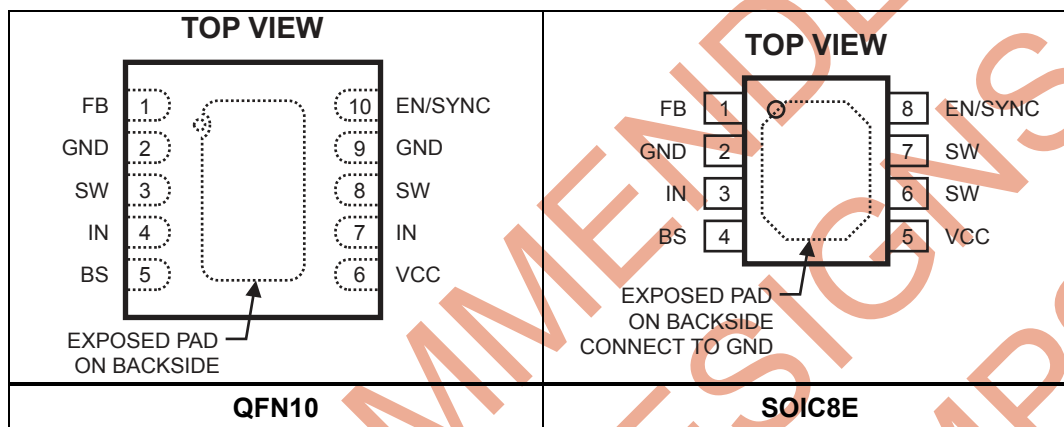 TOP VIEW
FB 1 10 EN/SYNC
GND 2 9 GND
SW 3 8 SW
IN 4 7 IN
BS 5 6 VCC
EXPOSED PAD
ON BACKSIDE
QFN10
TOP VIEW
FB 1 8 EN/SYNC
GND 2 7 SW
IN 3 6 SW
BS 4 5 VCC
EXPOSED PAD
ON BACKSIDE
CONNECT TO GND
SOIC8E